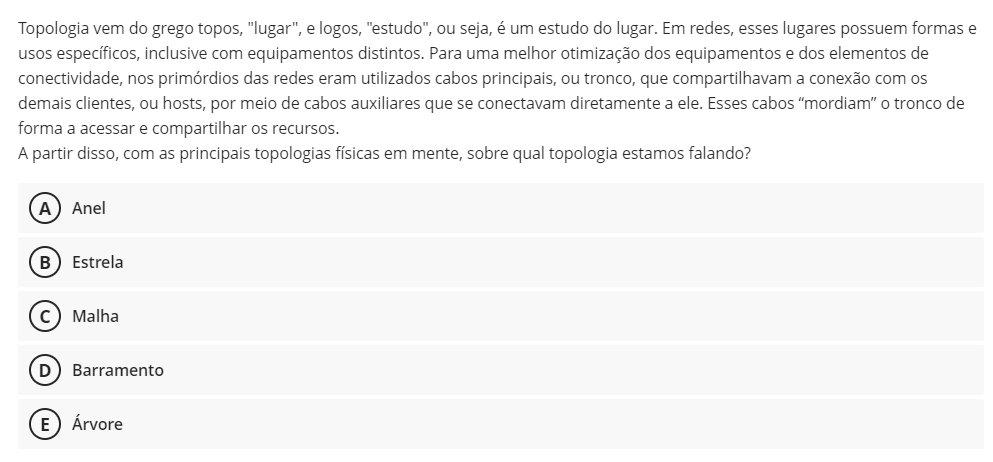 Topologia vem do grego topos, "lugar", e logos, "estudo", ou seja, é um estudo do lugar. Em redes, esses lugares possuem formas e
usos específicos, inclusive com equipamentos distintos. Para uma melhor otimização dos equipamentos e dos elementos de
conectividade, nos primórdios das redes eram utilizados cabos principais, ou tronco, que compartilhavam a conexão com os
demais clientes, ou hosts, por meio de cabos auxiliares que se conectavam diretamente a ele. Esses cabos “mordiam” o tronco de
forma a acessar e compartilhar os recursos.
A partir disso, com as principais topologias físicas em mente, sobre qual topologia estamos falando?
A Anel
B Estrela
C Malha
D Barramento
E Árvore